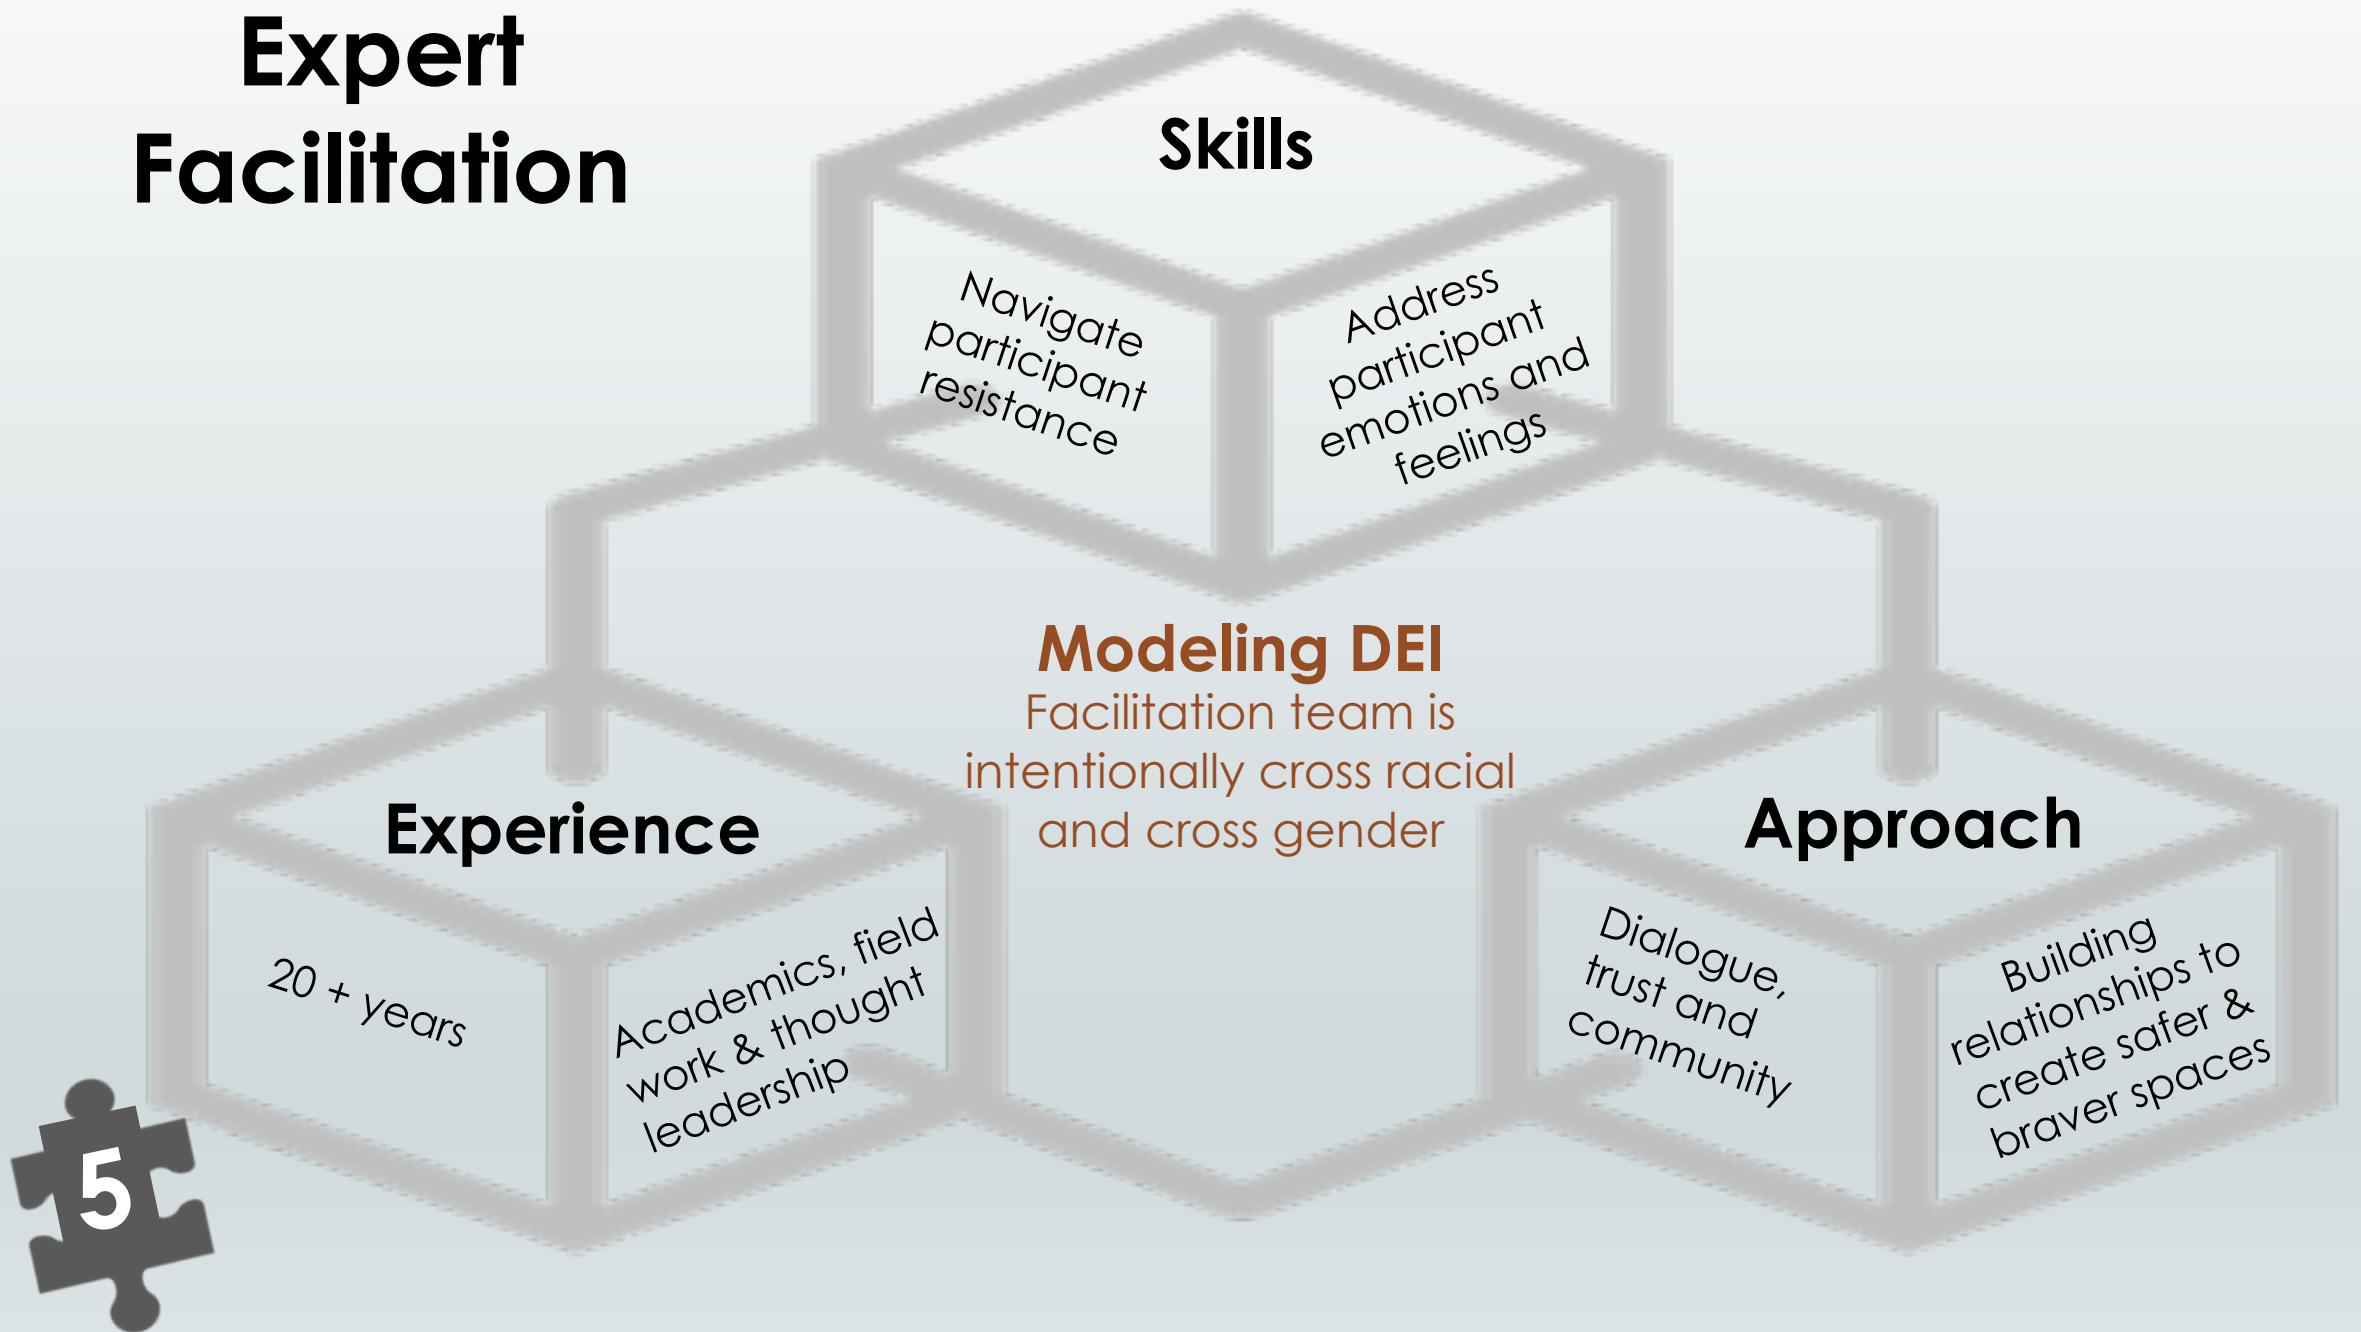 Expert
Facilitation
Skills
Navigate
participant
resistance
Address
participant
emotions and
feelings
Modeling DEI
Facilitation team is
intentionally cross racial
and cross gender
Experience
20 + years
Academics, field
work & thought
leadership
Approach
Dialogue,
trust and
community
Building
relationships to
create safer &
braver spaces
5